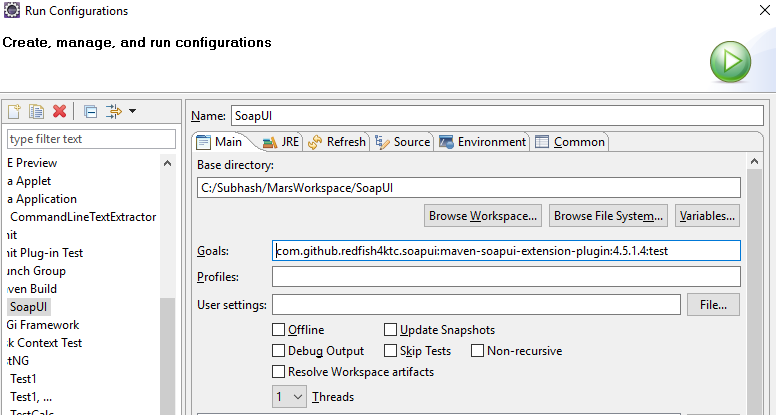 Run Configurations
Create, manage, and run configurations
type filter text
E Preview
a Applet
a Application
CommandLineTextExtractor
nit
nit Plug-in Test
unch Group
ven Build
SoapUI
Gi Framework
sk Context Test
stNG
Test1
Test1, ...
TestCalc
Name: SoapUI
Main JRE Refresh Source Environment Common
Base directory:
C:/Subhash/MarsWorkspace/SoapUI
Browse Workspace... Browse File System... Variables...
Goals: com.github.redfish4ktc.soapui:maven-soapui-extension-plugin:4.5.1.4:test
Profiles:
User settings: File...
Offline Update Snapshots
Debug Output Skip Tests Non-recursive
Resolve Workspace artifacts
1 Threads